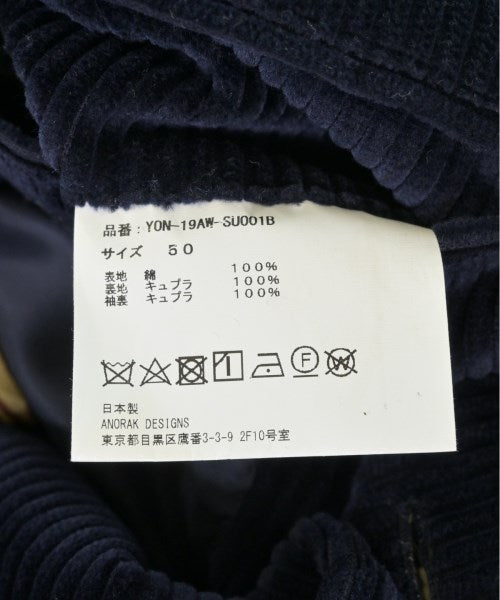 品番：YON-19AW-SU001B
サイズ 50
表地 綿 100%
裏地 キュプラ 100%
袖裏 キュプラ 100%
F W
日本製
ANORAK DESIGNS
東京都目黒区鷹番3-3-9 2F10号室